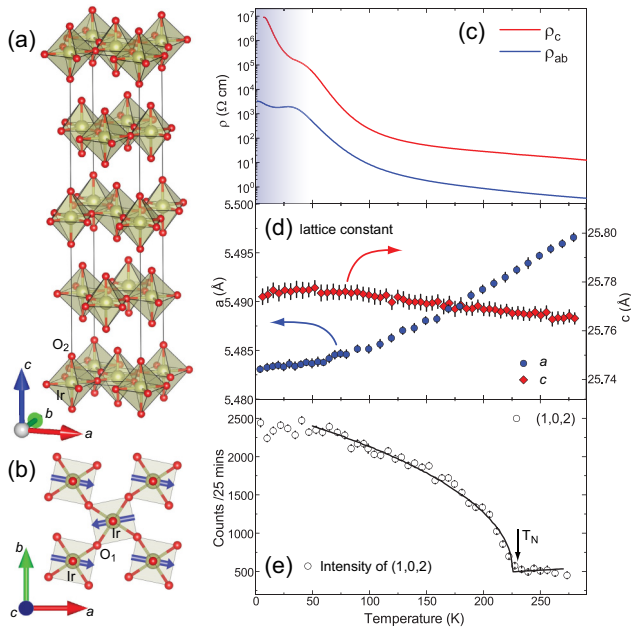 (a)
O2
Ir
c
b
a
(b)
Ir
O1
Ir
b
c
a
(c)
ρc
ρab
10^7
10^6
10^5
10^4
10^3
10^2
10^1
10^0
ρ (Ω cm)
(d)
lattice constant
5,500
5,495
5,490
5,485
5,480
a (Å)
25,80
25,78
25,76
25,74
c (Å)
a
c
(1,0,2)
2500
2000
1500
1000
500
Counts /25 mins
TN
(e)
Intensity of (1,0,2)
0 50 100 150 200 250
Temperature (K)